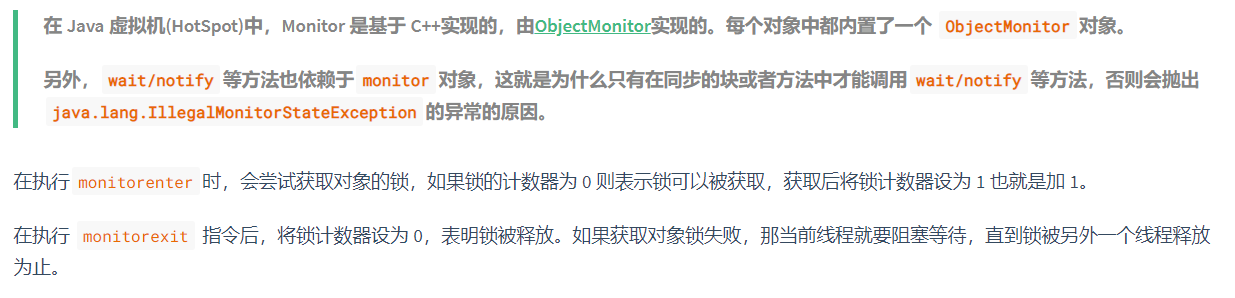 在 Java 虚拟机(HotSpot)中，Monitor 是基于 C++实现的，由ObjectMonitor实现的。每个对象中都内置了一个 ObjectMonitor 对象。
另外， wait/notify 等方法也依赖于 monitor 对象，这就是为什么只有在同步的块或者方法中才能调用 wait/notify 等方法，否则会抛出
java.lang.IllegalMonitorStateException 的异常的原因。
在执行 monitorenter 时，会尝试获取对象的锁，如果锁的计数器为 0 则表示锁可以被获取，获取后将锁计数器设为 1 也就是加 1。
在执行 monitorexit 指令后，将锁计数器设为 0，表明锁被释放。如果获取对象锁失败，那当前线程就要阻塞等待，直到锁被另外一个线程释放
为止。